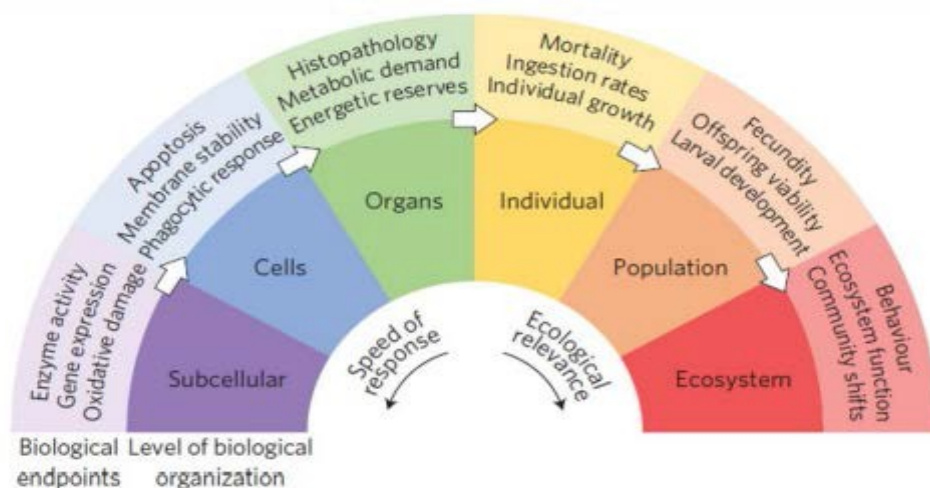 Enzyme activity
Gene expression
Oxidative damage
Apoptosis
Membrane stability
Phagocytic response
Histopathology
Metabolic demand
Energetic reserves
Mortality
Ingestion rates
Individual growth
Fecundity
Offspring viability
Larval development
Behaviour
Ecosystem function
Community shifts
Subcellular
Cells
Organs
Individual
Population
Ecosystem
Speed of
response
Ecological
relevance
Biological
endpoints
Level of biological
organization